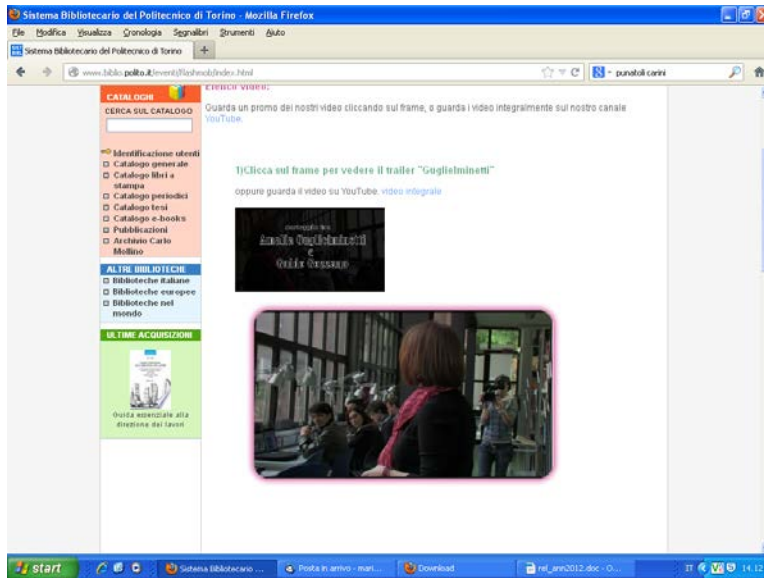 Sistema Bibliotecario del Politecnico di Torino - Mozilla Firefox
File Modifica Visualizza Cronologia Segnalibri Strumenti Aiuto
Sistema Bibliotecario del Politecnico di Torino
www.biblio.polito.it/eventi/flashmob/index.html
punatoli carini
CATALOGHI
CERCA SUL CATALOGO
Identificazione utenti
Catalogo generale
Catalogo libri a
stampa
Catalogo periodici
Catalogo tesi
Catalogo e-books
Pubblicazioni
Archivio Carlo
Mollino
ALTRE BIBLIOTECHE
Biblioteche italiane
Biblioteche europee
Biblioteche nel
mondo
ULTIME ACQUISIZIONI
Guida essenziale alla
direzione dei lavori
Elenco video:
Guarda un promo dei nostri video cliccando sul frame, o guarda i video integralmente sul nostro canale
YouTube.
1)Clicca sul frame per vedere il trailer "Guglielminetti"
oppure guarda il video su YouTube. video integrale
carteggio tra
Amalia Guglielminetti
e
Guido Gozzano
start
Sistema Bibliotecario ...
Posta in arrivo - mari...
Download
rel_ann2012.doc - O...
IT
14.12